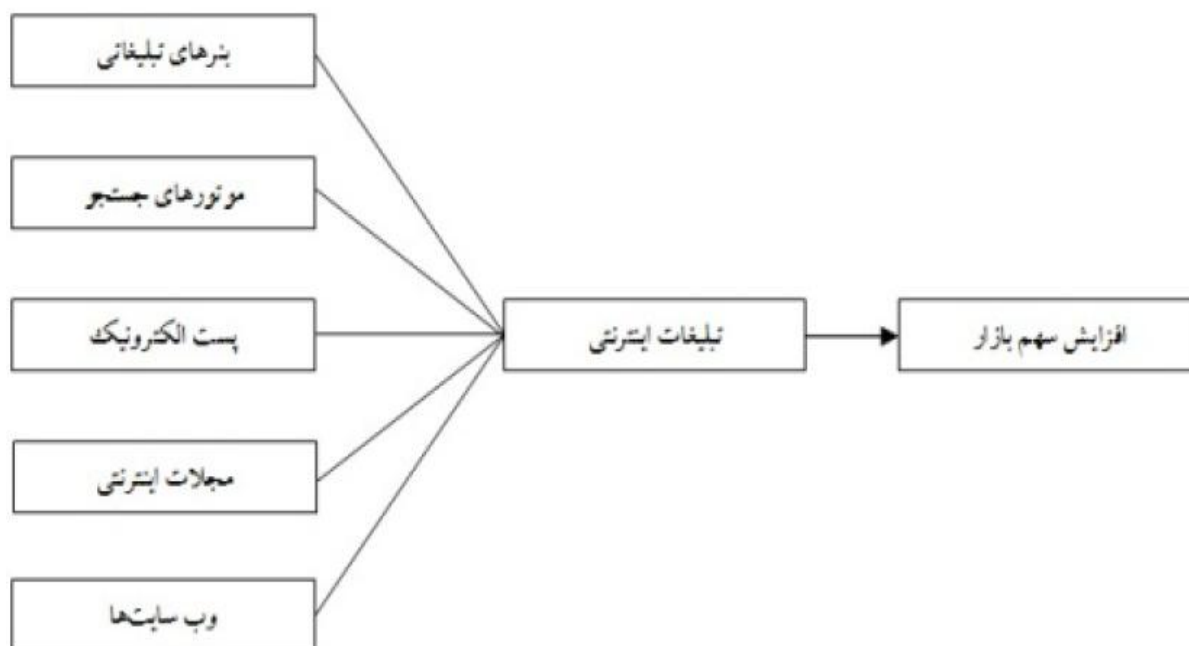 بنرهای تبلیغاتی
موتورهای جستجو
پست الکترونیک
مجلات اینترنتی
وب سایت‌ها
تبلیغات اینترنتی
افزایش سهم بازار